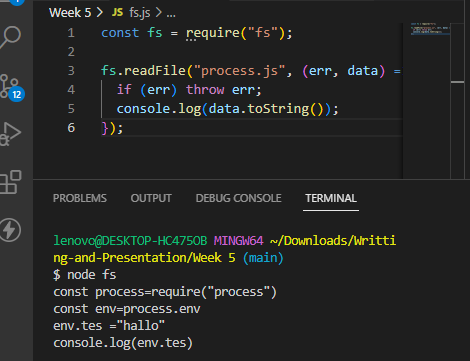 Week 5 > JS fs.js > ...
1 const fs = require("fs");
2
3 fs.readFile("process.js", (err, data) =
4 if (err) throw err;
5 console.log(data.toString());
6 });
12
PROBLEMS OUTPUT DEBUG CONSOLE TERMINAL
lenovo@DESKTOP-HC4750B MINGW64 ~/Downloads/Writti
ng-and-Presentation/Week 5 (main)
$ node fs
const process=require("process")
const env=process.env
env.tes ="hallo"
console.log(env.tes)